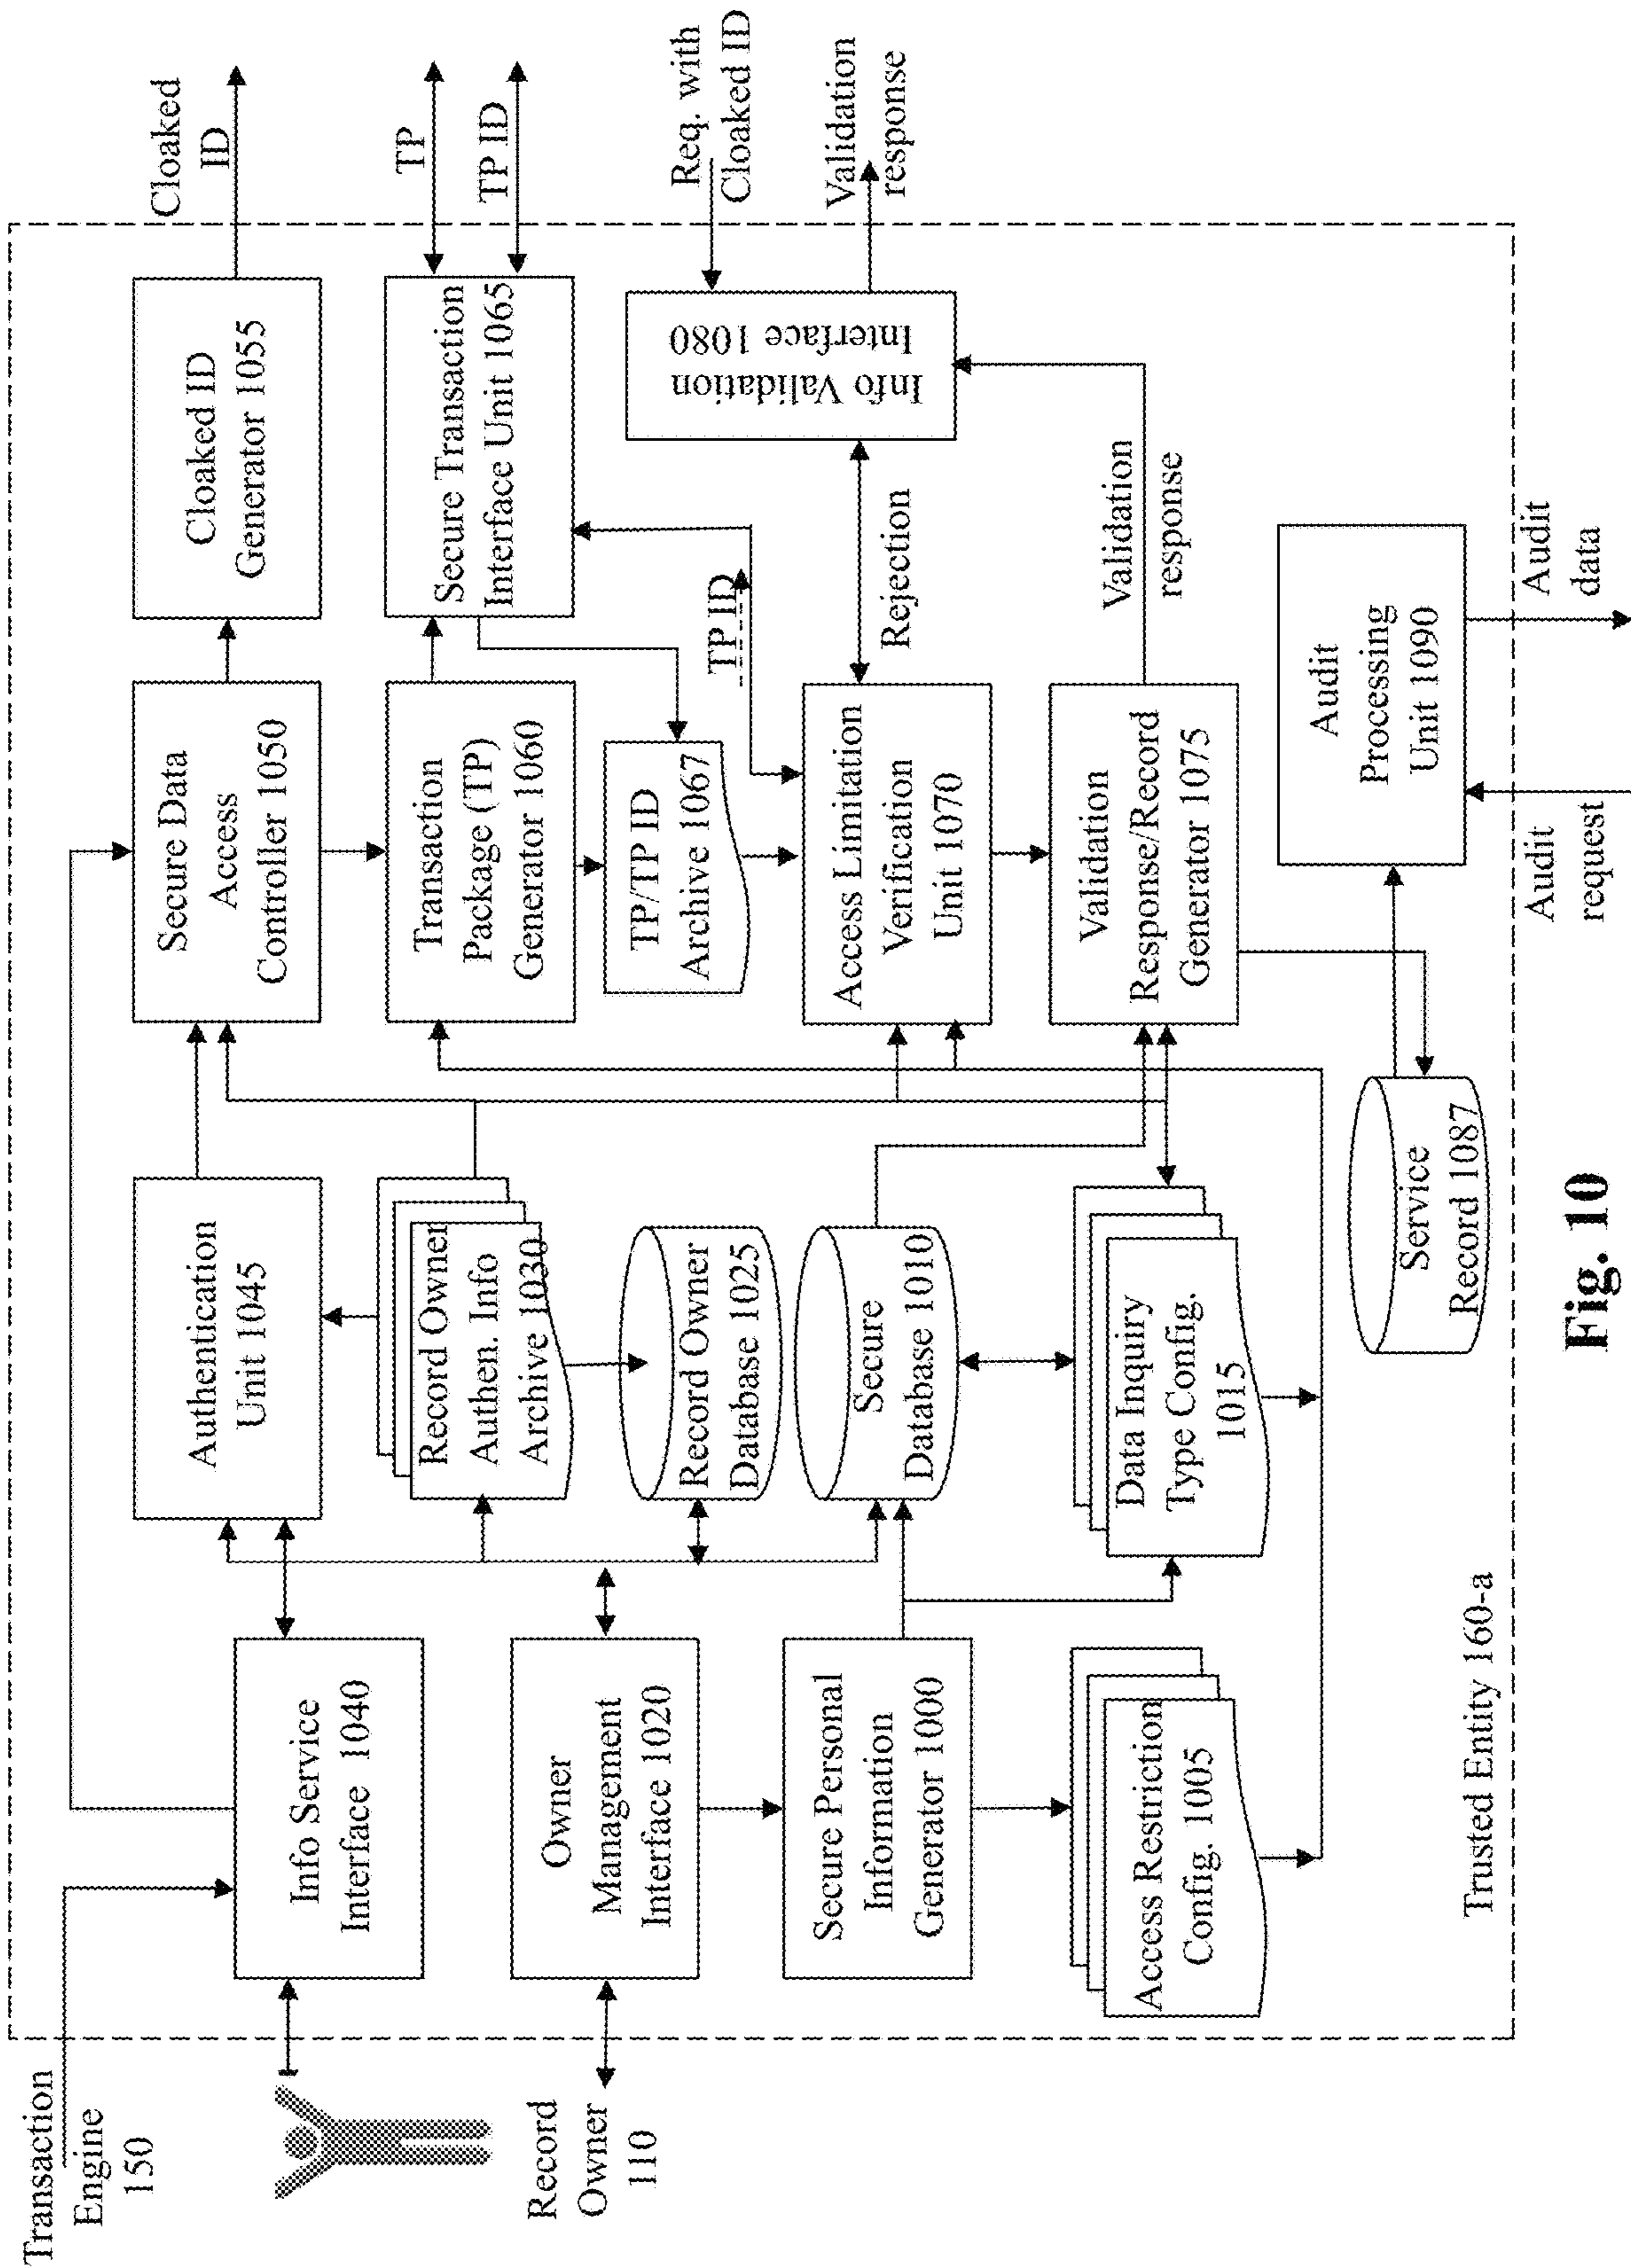 Transaction
Engine
150
Record
Owner
110
Info Service
Interface 1040
Owner
Management
Interface 1020
Secure Personal
Information
Generator 1000
Access Restriction
Config. 1005
Authentication
Unit 1045
Record Owner
Authen. Info
Archive 1030
Record Owner
Database 1025
Secure
Database 1010
Data Inquiry
Type Config.
1015
Secure Data
Access
Controller 1050
Transaction
Package (TP)
Generator 1060
TP/TP ID
Archive 1067
Access Limitation
Verification
Unit 1070
Validation
Response/Record
Generator 1075
Service
Record 1087
Cloaked ID
Generator 1055
Secure Transaction
Interface Unit 1065
TP ID
Info Validation
Interface 1080
Rejection
Validation
response
Audit
Processing
Unit 1090
Cloaked
ID
TP
TP ID
Req. with
Cloaked ID
Validation
response
Audit
request
Audit
data
Trusted Entity 160-a
Fig. 10